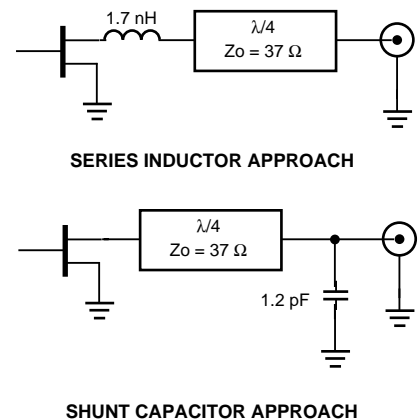 1.7 nH
λ/4
Zo = 37 Ω
SERIES INDUCTOR APPROACH
λ/4
Zo = 37 Ω
1.2 pF
SHUNT CAPACITOR APPROACH